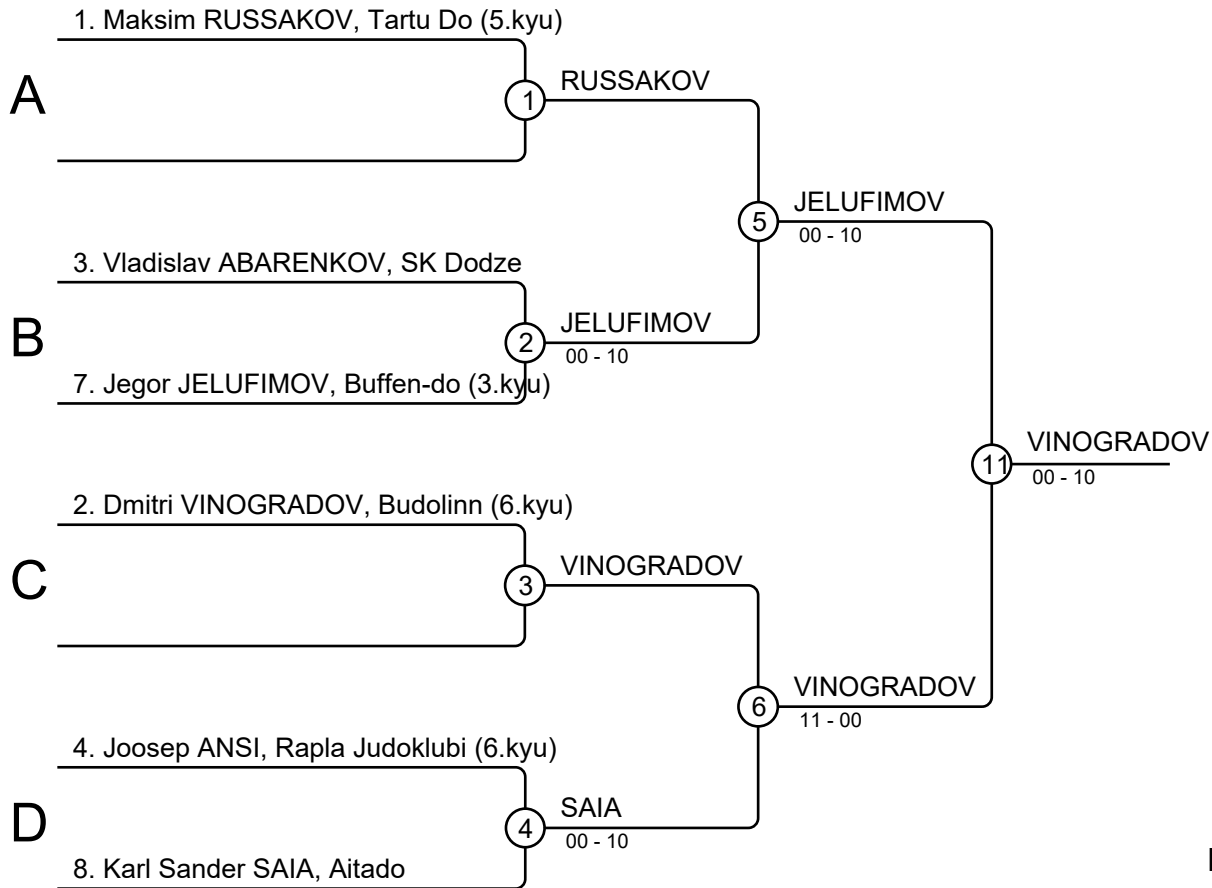 1. Maksim RUSSAKOV, Tartu Do (5.kyu)
A
1
RUSSAKOV
5
JELUFIMOV
00 - 10
3. Vladislav ABARENKOV, SK Dodze
B
2
JELUFIMOV
00 - 10
7. Jegor JELUFIMOV, Buffen-do (3.kyu)
11
VINOGRADOV
00 - 10
2. Dmitri VINOGRADOV, Budolinn (6.kyu)
C
3
VINOGRADOV
6
VINOGRADOV
11 - 00
4. Joosep ANSI, Rapla Judoklubi (6.kyu)
D
4
SAIA
00 - 10
8. Karl Sander SAIA, Aitado